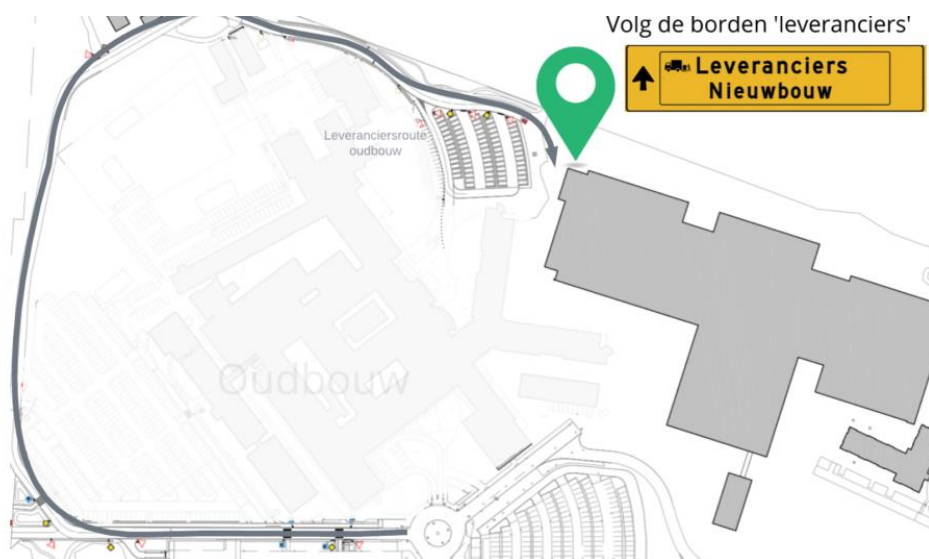 Volg de borden 'leveranciers'
Leveranciers
Nieuwbouw
Leveranciersroute
oudbouw
Oudbouw